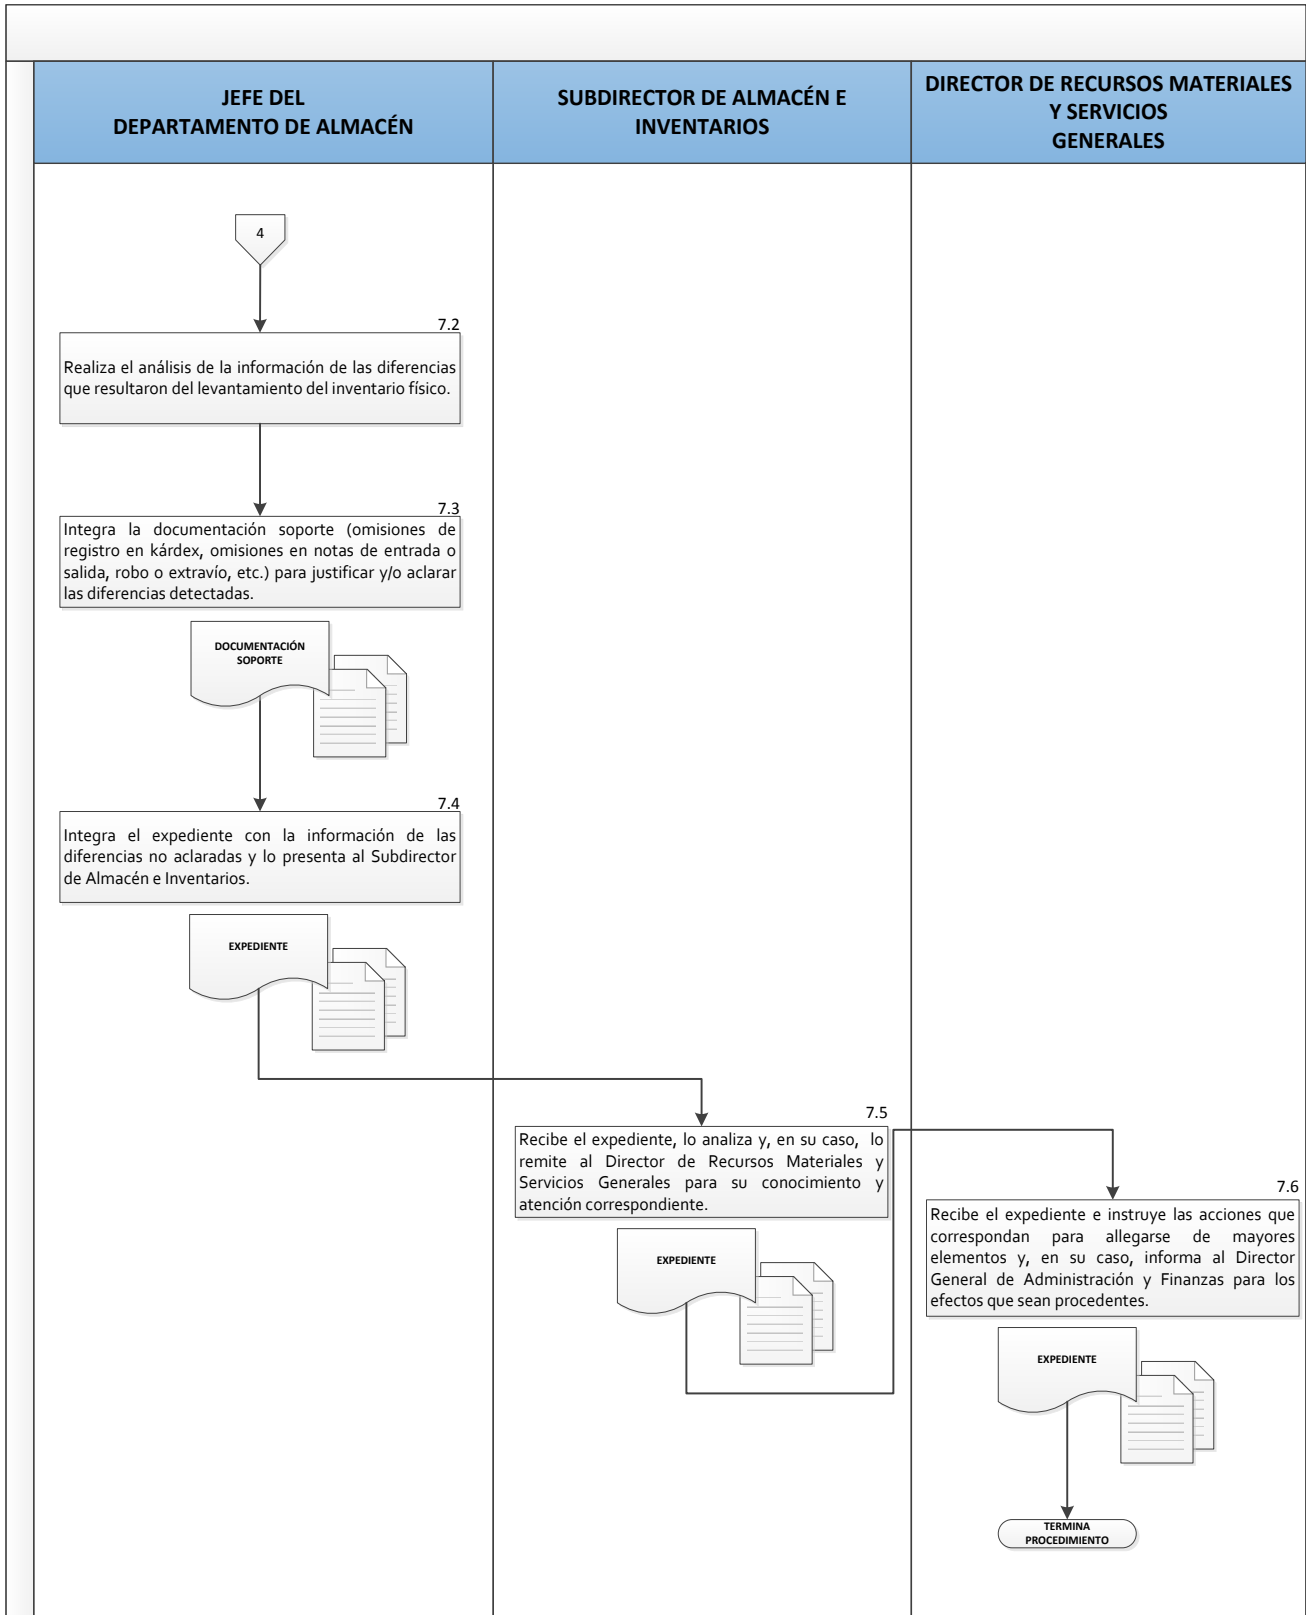 JEFE DEL
DEPARTAMENTO DE ALMACÉN
SUBDIRECTOR DE ALMACÉN E
INVENTARIOS
DIRECTOR DE RECURSOS MATERIALES
Y SERVICIOS
GENERALES
4
7.2
Realiza el análisis de la información de las diferencias
que resultaron del levantamiento del inventario físico.
7.3
Integra la documentación soporte (omisiones de
registro en kárdex, omisiones en notas de entrada o
salida, robo o extravío, etc.) para justificar y/o aclarar
las diferencias detectadas.
DOCUMENTACIÓN
SOPORTE
7.4
Integra el expediente con la información de las
diferencias no aclaradas y lo presenta al Subdirector
de Almacén e Inventarios.
EXPEDIENTE
7.5
Recibe el expediente, lo analiza y, en su caso, lo
remite al Director de Recursos Materiales y
Servicios Generales para su conocimiento y
atención correspondiente.
EXPEDIENTE
7.6
Recibe el expediente e instruye las acciones que
correspondan para allegarse de mayores
elementos y, en su caso, informa al Director
General de Administración y Finanzas para los
efectos que sean procedentes.
EXPEDIENTE
TERMINA
PROCEDIMIENTO